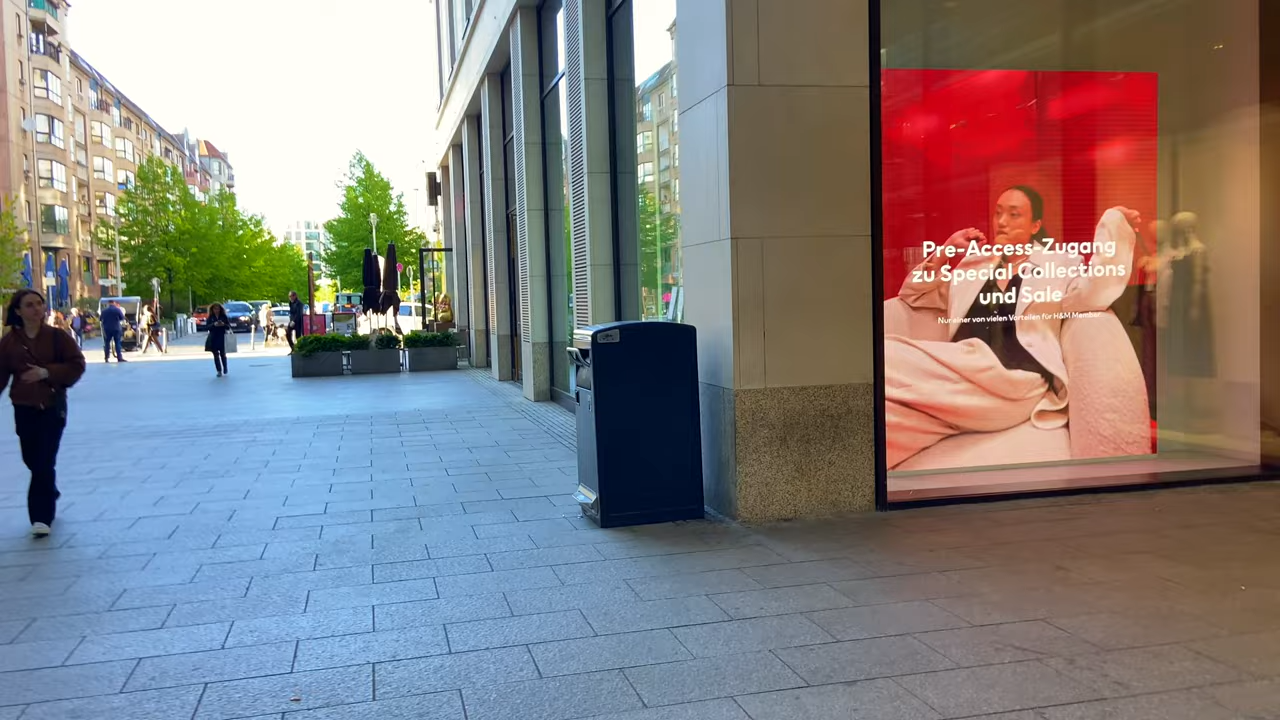 Pre-Access-Zugang
zu Special Collections
und Sale
Nur einer von vielen Vorteilen für H&M Member